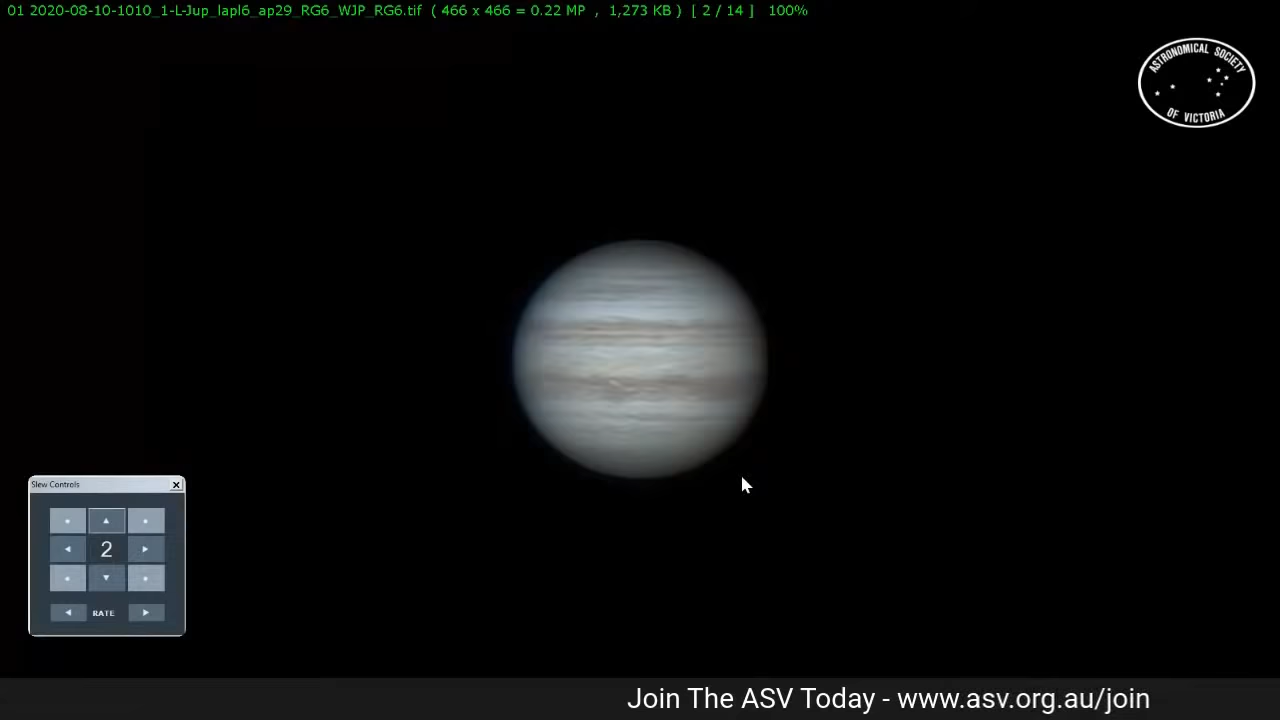 01 2020-08-10-1010_1-L-Jup_lapl6_ap29_RG6_WJP_RG6.tif ( 466 x 466 = 0.22 MP , 1,273 KB ) [ 2 / 14 ] 100%
ASTRONOMICAL SOCIETY
OF VICTORIA
Slew Controls
2
RATE
Join The ASV Today - www.asv.org.au/join